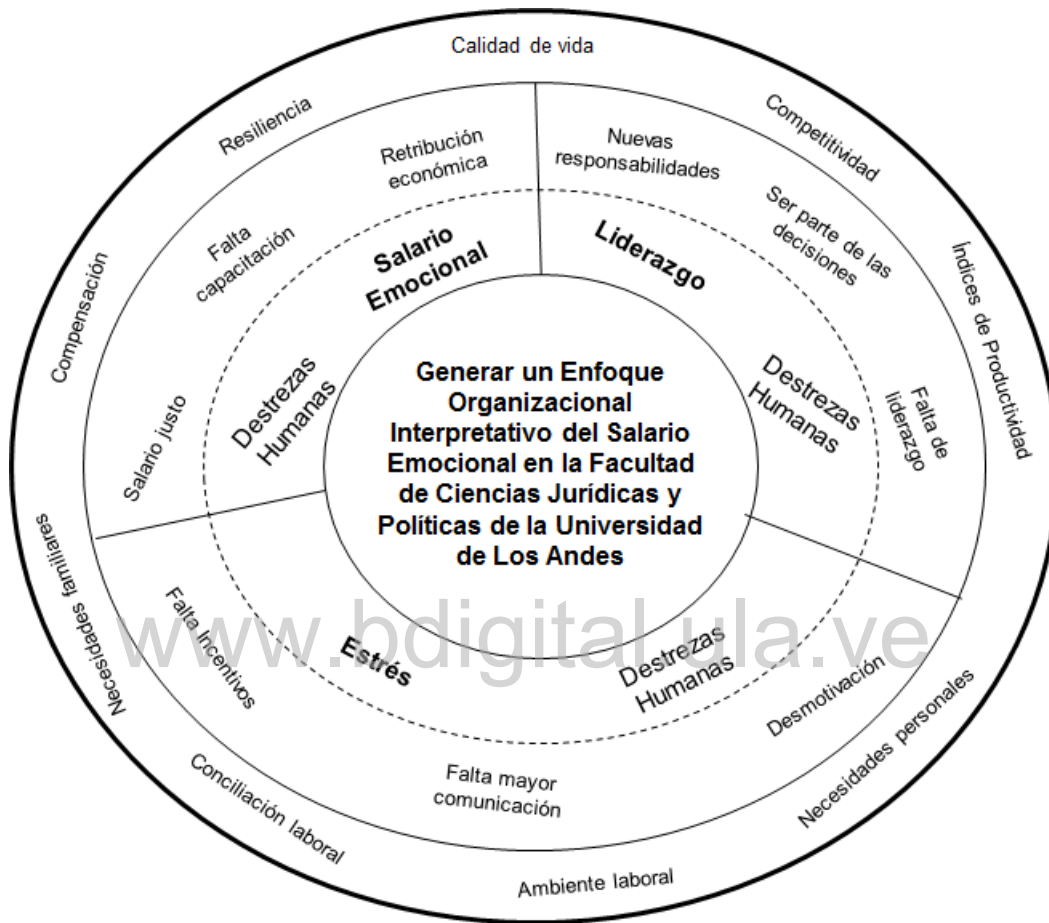 Calidad de vida
Resiliencia
Competitividad
Retribución
económica
Nuevas
responsabilidades
Falta
capacitación
Ser parte de las
decisiones
Salario
Emocional
Liderazgo
Compensación
Índices de Productividad
Destrezas
Humanas
Destrezas
Humanas
Salario justo
Falta de
liderazgo
Generar un Enfoque
Organizacional
Interpretativo del Salario
Emocional en la Facultad
de Ciencias Jurídicas y
Políticas de la Universidad
de Los Andes
Necesidades familiares
Falta Incentivos
www.bdigital.ula.ve
Estrés
Destrezas
Humanas
Desmotivación
Necesidades personales
Falta mayor
comunicación
Conciliación laboral
Ambiente laboral